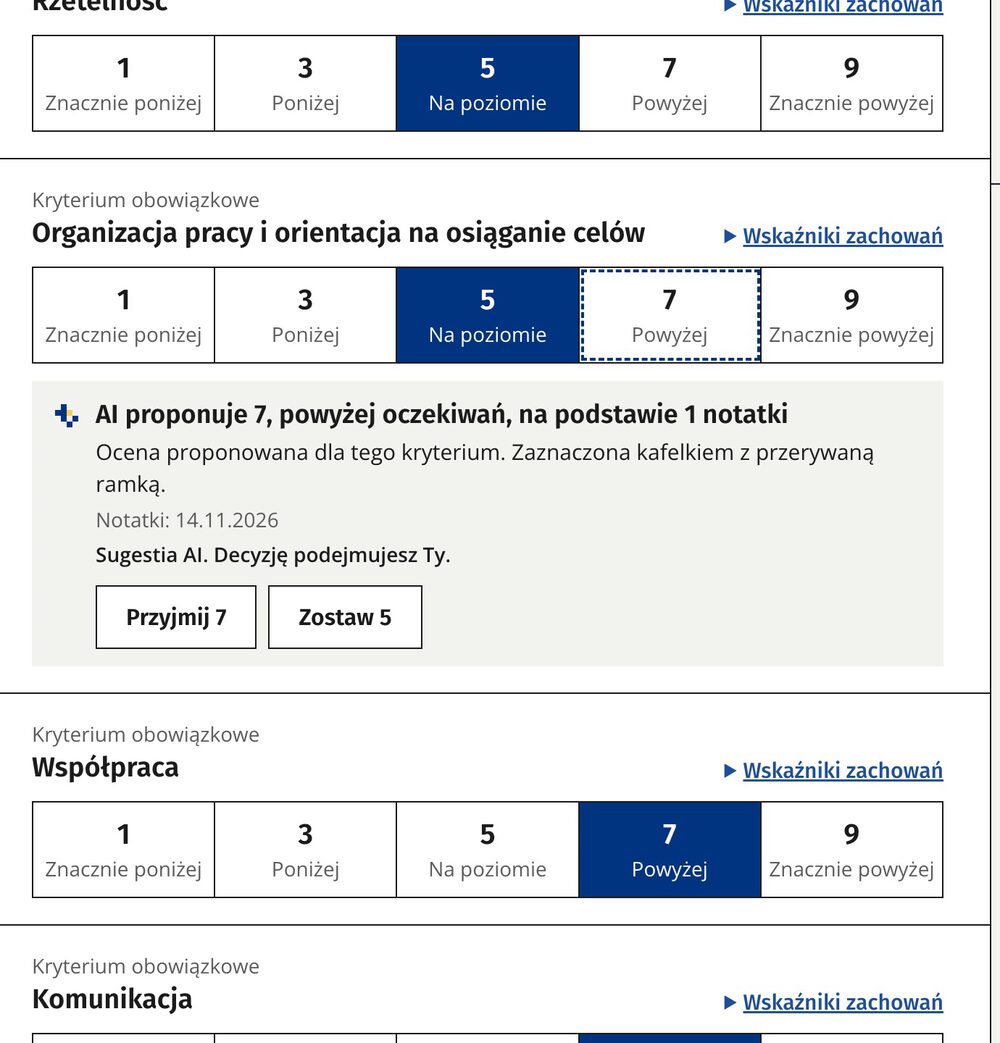 Rzetelność
Wskaźniki zachowań
1 3 5 7 9
Znacznie poniżej Poniżej Na poziomie Powyżej Znacznie powyżej
Kryterium obowiązkowe
Organizacja pracy i orientacja na osiąganie celów
Wskaźniki zachowań
1 3 5 7 9
Znacznie poniżej Poniżej Na poziomie Powyżej Znacznie powyżej
AI proponuje 7, powyżej oczekiwań, na podstawie 1 notatki
Ocena proponowana dla tego kryterium. Zaznaczona kafelkiem z przerywaną
ramką.
Notatki: 14.11.2026
Sugestia AI. Decyzję podejmujesz Ty.
Przyjmij 7 Zostaw 5
Kryterium obowiązkowe
Współpraca
Wskaźniki zachowań
1 3 5 7 9
Znacznie poniżej Poniżej Na poziomie Powyżej Znacznie powyżej
Kryterium obowiązkowe
Komunikacja
Wskaźniki zachowań